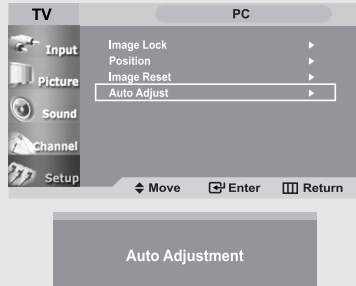 TV
PC
Input
Picture
Sound
Channel
Setup
Image Lock
Position
Image Reset
Auto Adjust
Move
Enter
Return
Auto Adjustment